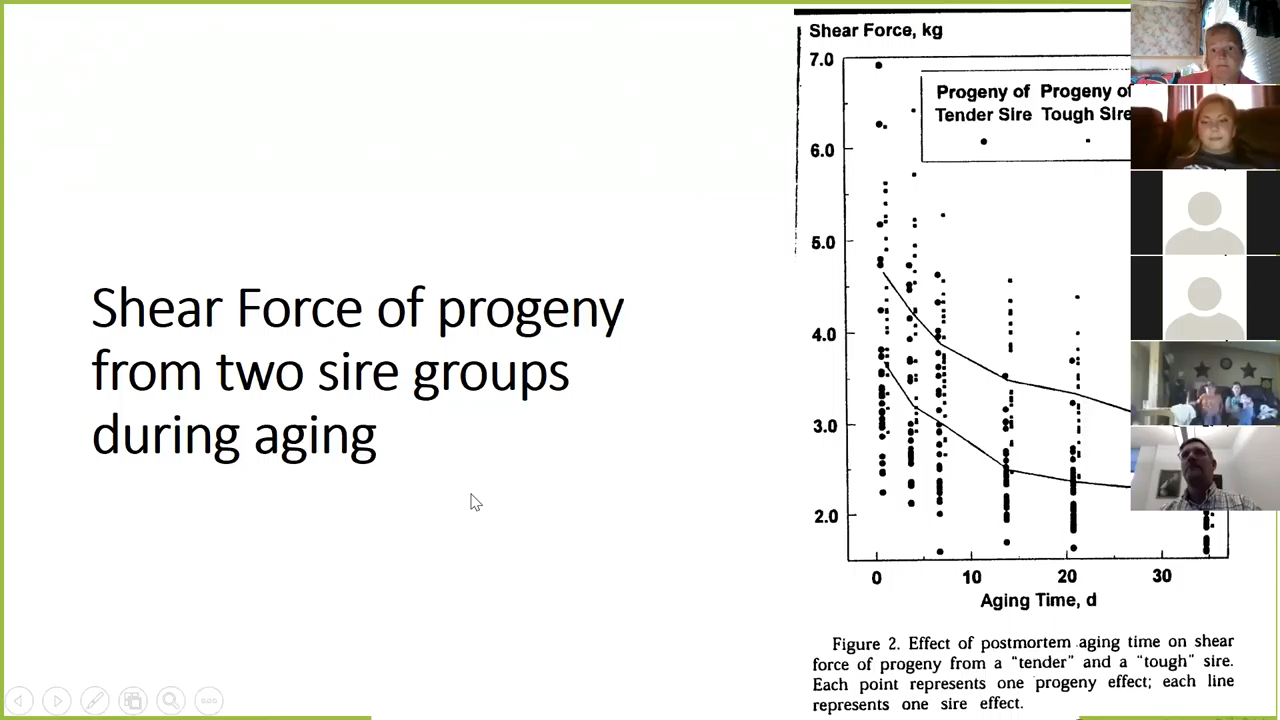 Shear Force of progeny
from two sire groups
during aging
Shear Force, kg
7.0
Progeny of Progeny of
Tender Sire Tough Sire
6.0
5.0
4.0
3.0
2.0
0 10 20 30
Aging Time, d
Figure 2. Effect of postmortem aging time on shear
force of progeny from a "tender" and a "tough" sire.
Each point represents one progeny effect; each line
represents one sire effect.